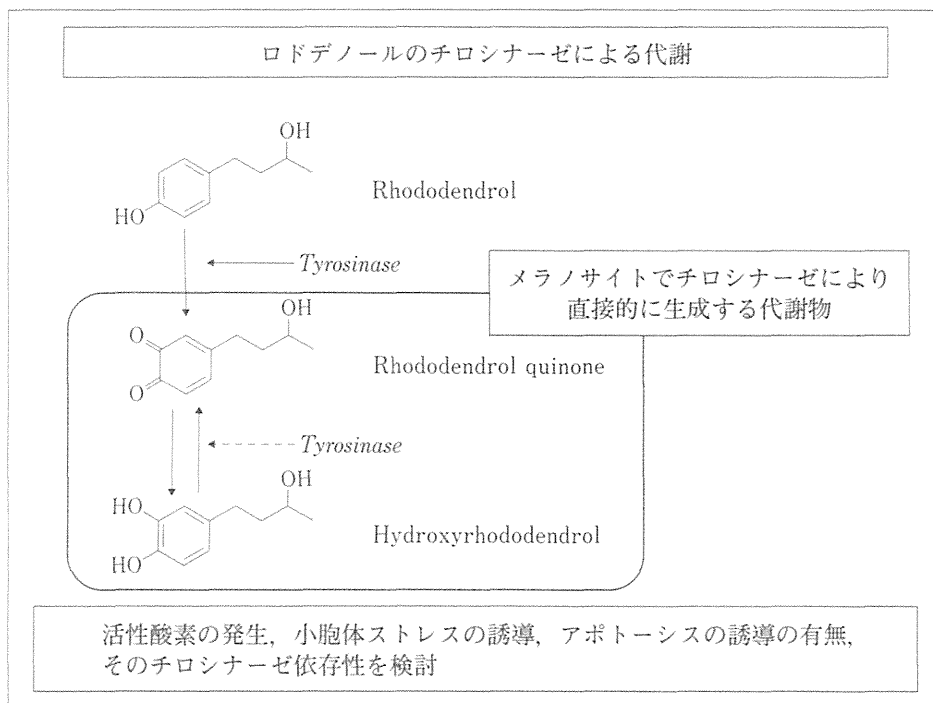 ロドデノールのチロシナーゼによる代謝
OH
HO
Rhododendrol
Tyrosinase
メラノサイトでチロシナーゼにより
直接的に生成する代謝物
OH
O
O
Rhododendrol quinone
Tyrosinase
OH
HO
HO
Hydroxyrhododendrol
活性酸素の発生，小胞体ストレスの誘導，アポトーシスの誘導の有無，
そのチロシナーゼ依存性を検討